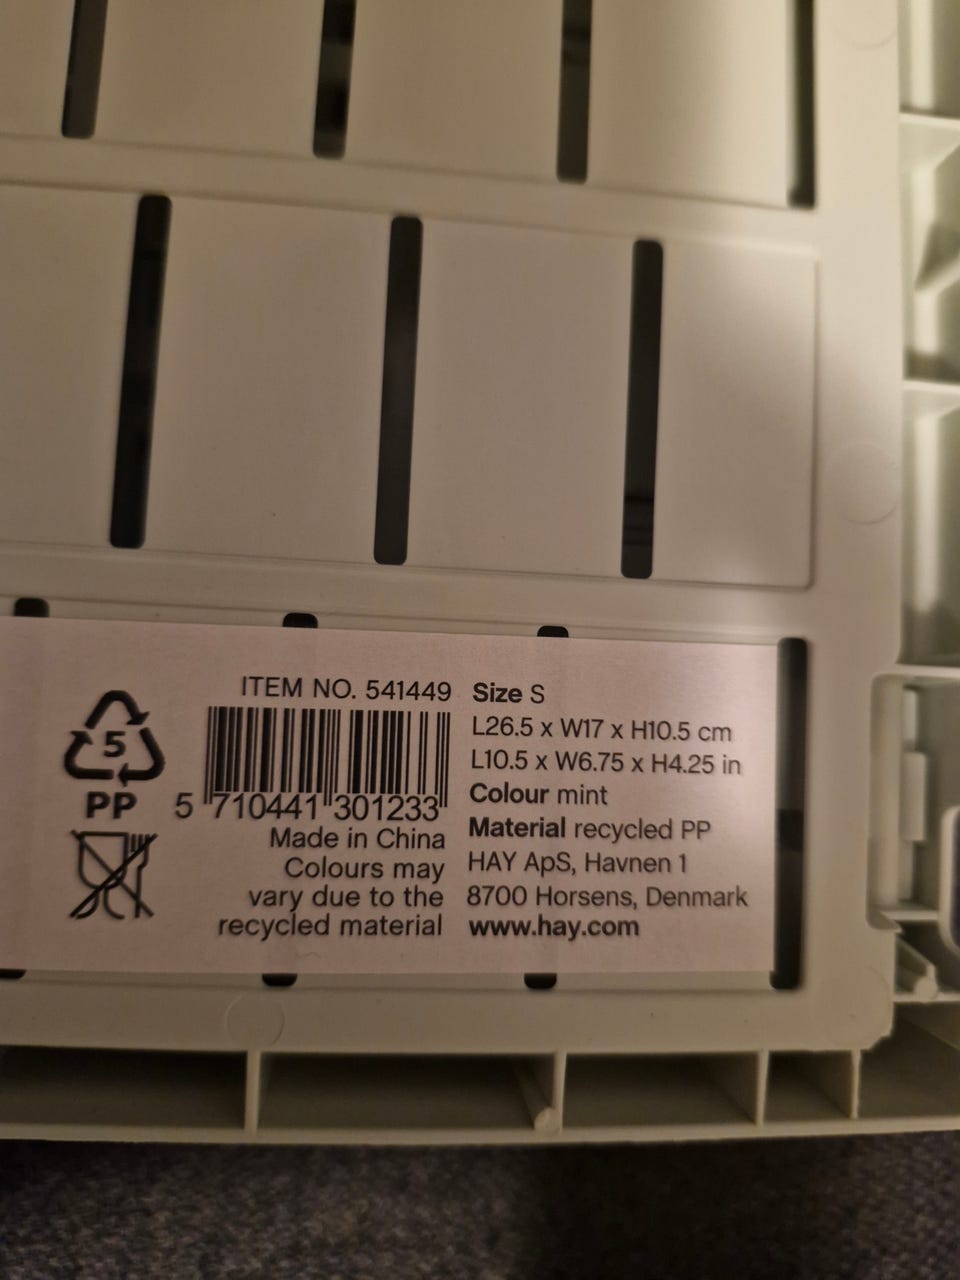 5
PP
ITEM NO. 541449
5 710441 301233
Made in China
Colours may
vary due to the
recycled material
Size S
L26.5 x W17 x H10.5 cm
L10.5 x W6.75 x H4.25 in
Colour mint
Material recycled PP
HAY ApS, Havnen 1
8700 Horsens, Denmark
www.hay.com